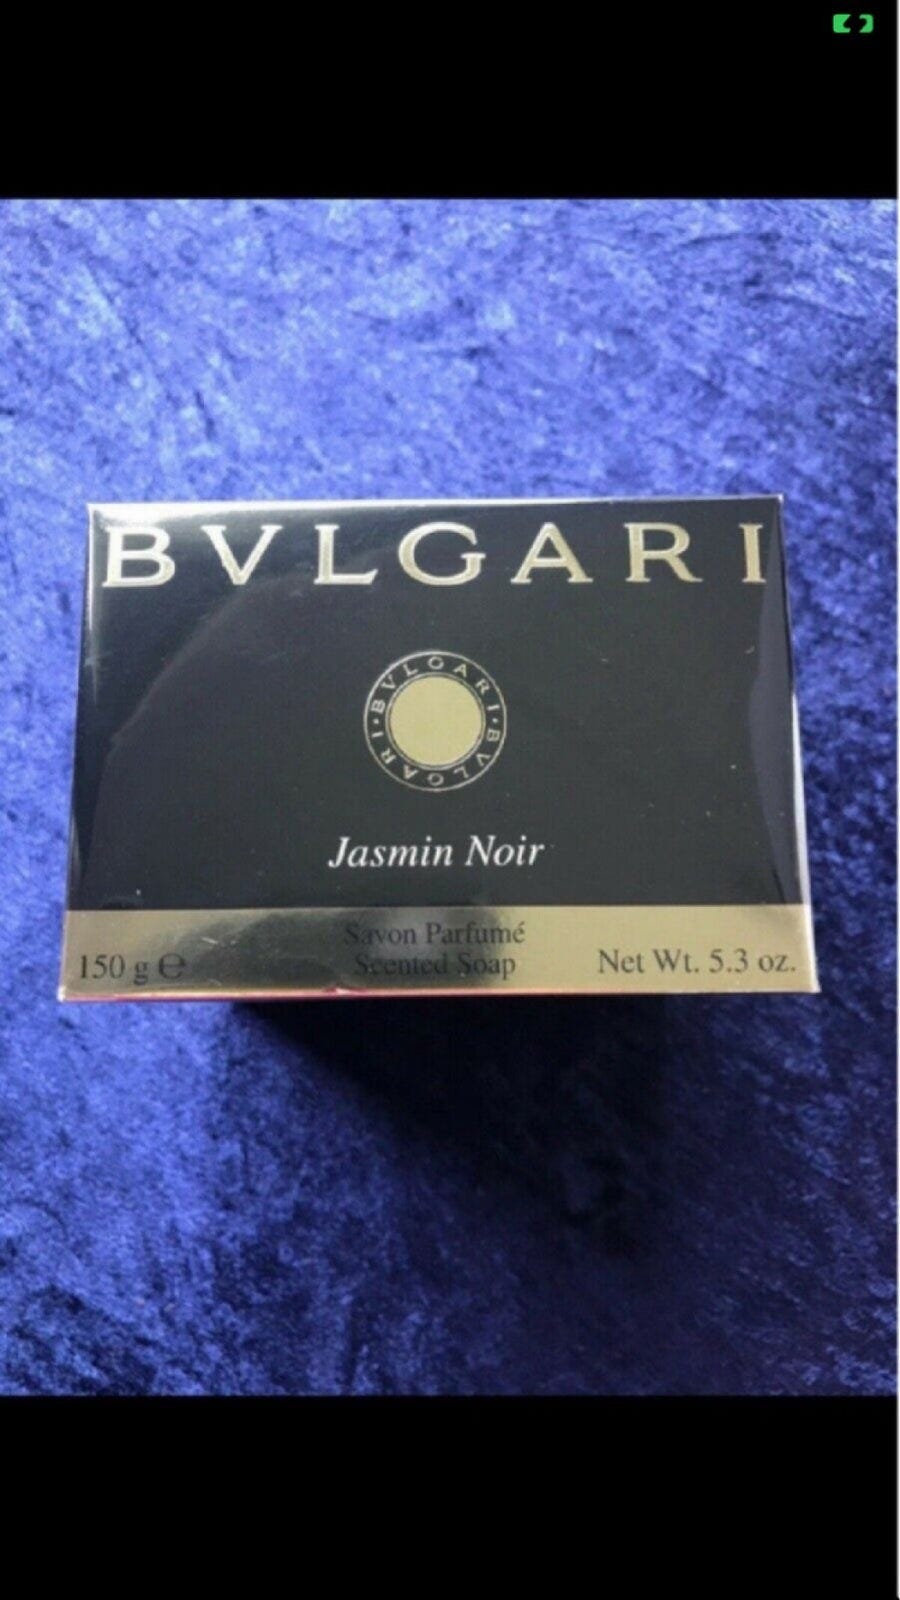 BVLGARI
BVLGARI · BVLGARI ·
Jasmin Noir
Savon Parfumé
150 g ℮ Scented Soap Net Wt. 5.3 oz.